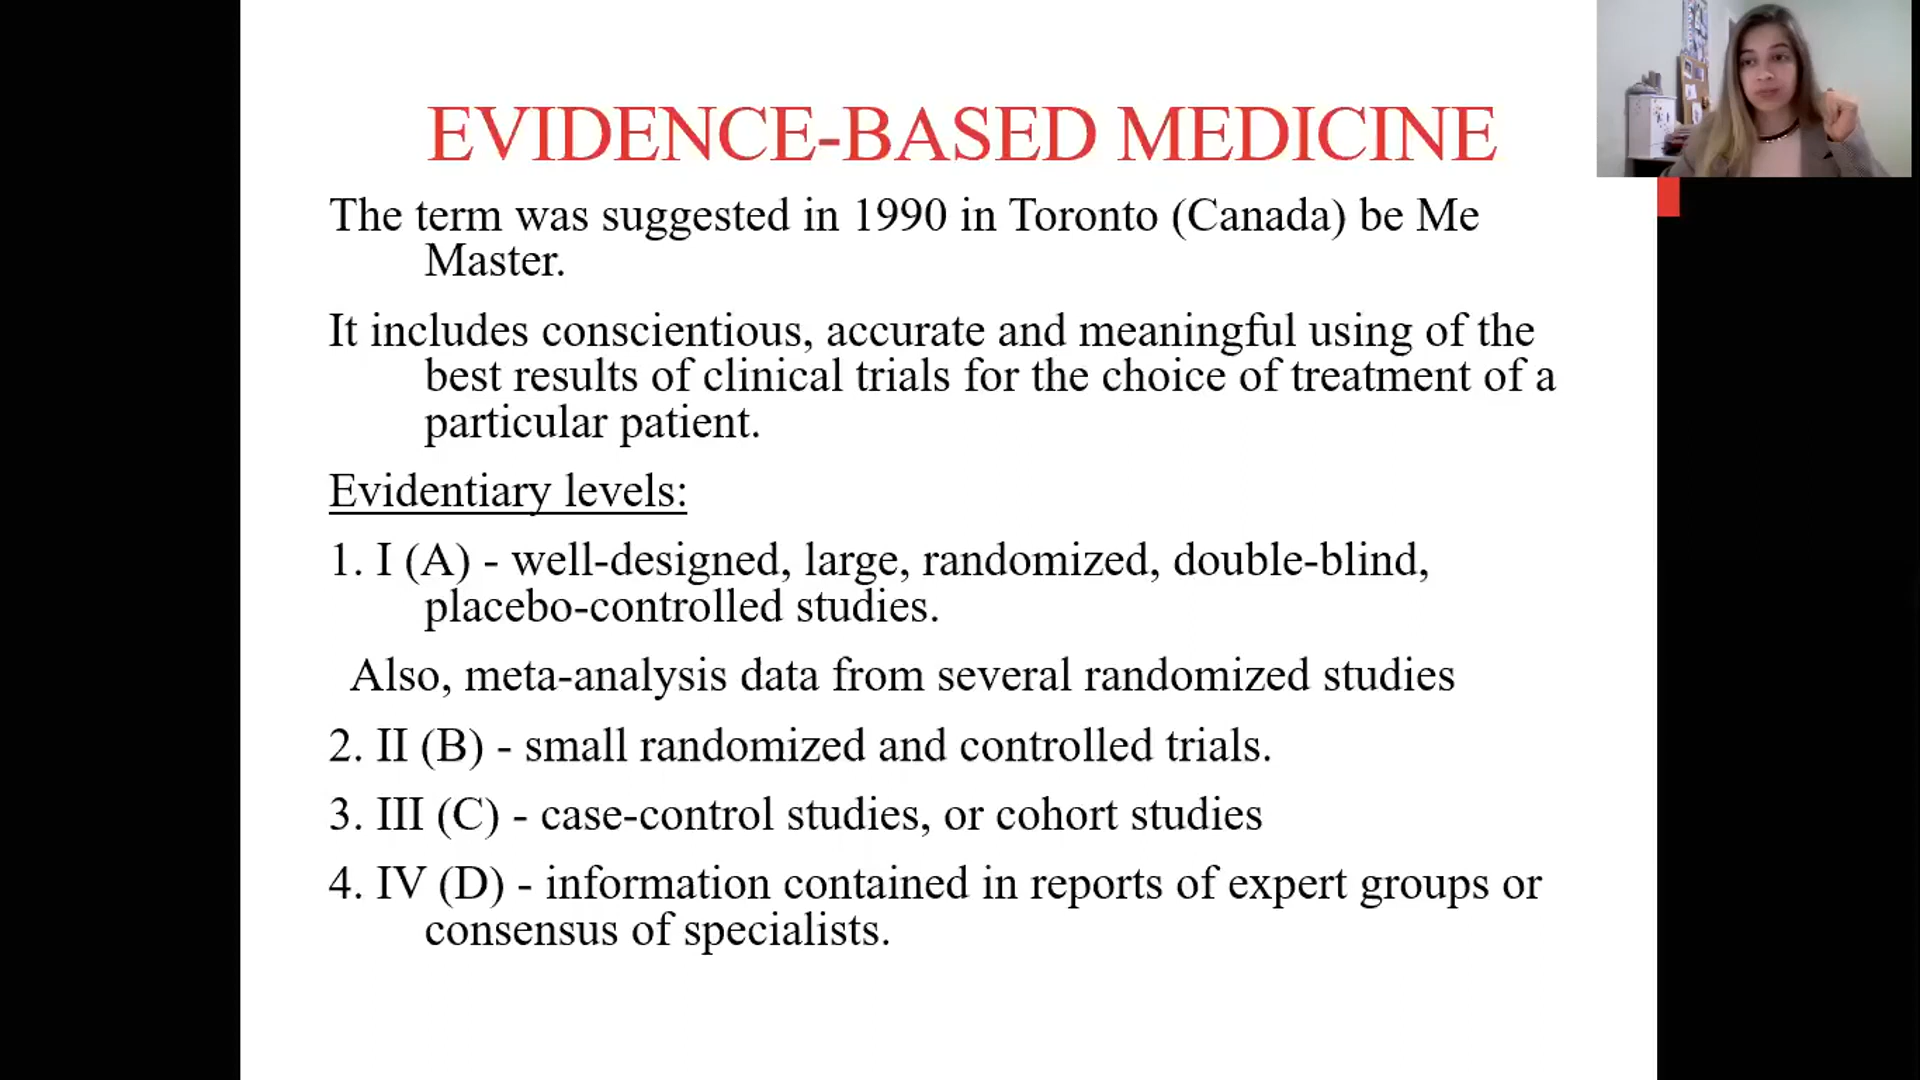 EVIDENCE-BASED MEDICINE
The term was suggested in 1990 in Toronto (Canada) be Me
Master.
It includes conscientious, accurate and meaningful using of the
best results of clinical trials for the choice of treatment of a
particular patient.
Evidentiary levels:
1. I (A) - well-designed, large, randomized, double-blind,
placebo-controlled studies.
Also, meta-analysis data from several randomized studies
2. II (B) - small randomized and controlled trials.
3. III (C) - case-control studies, or cohort studies
4. IV (D) - information contained in reports of expert groups or
consensus of specialists.